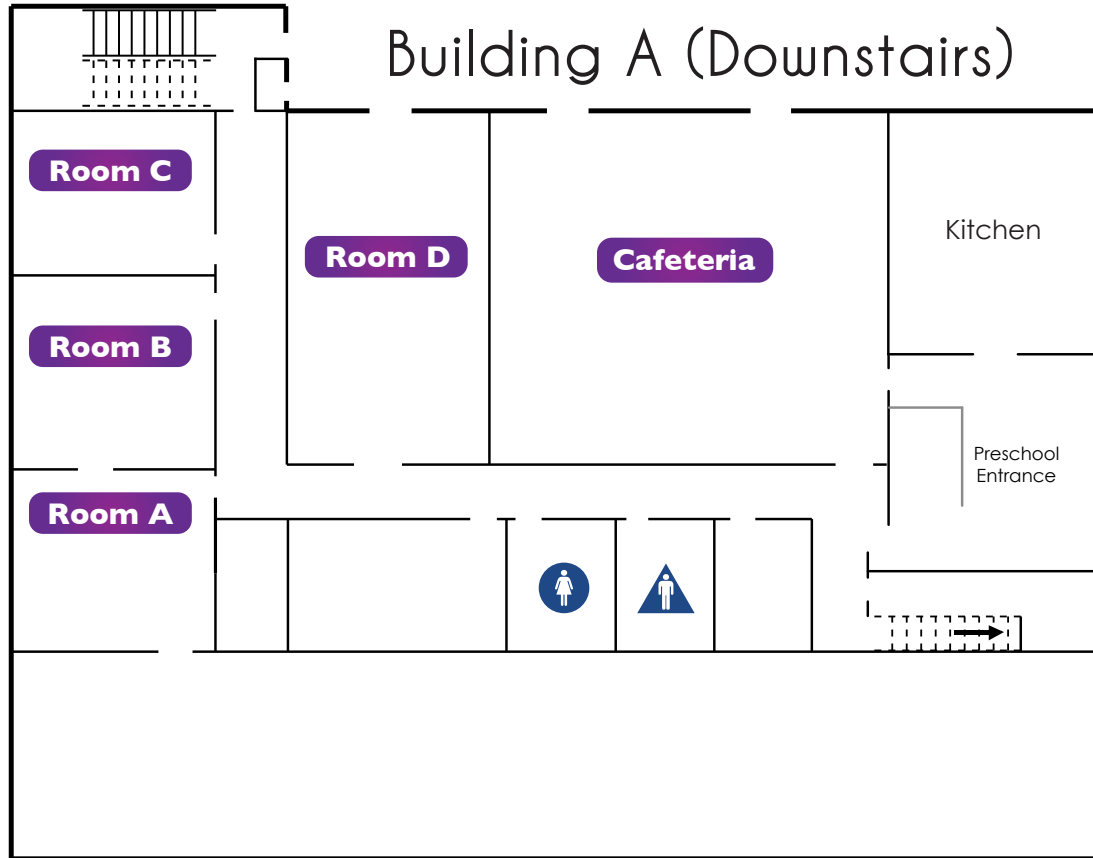 Building A (Downstairs)
Room C
Room D
Cafeteria
Kitchen
Room B
Preschool
Entrance
Room A